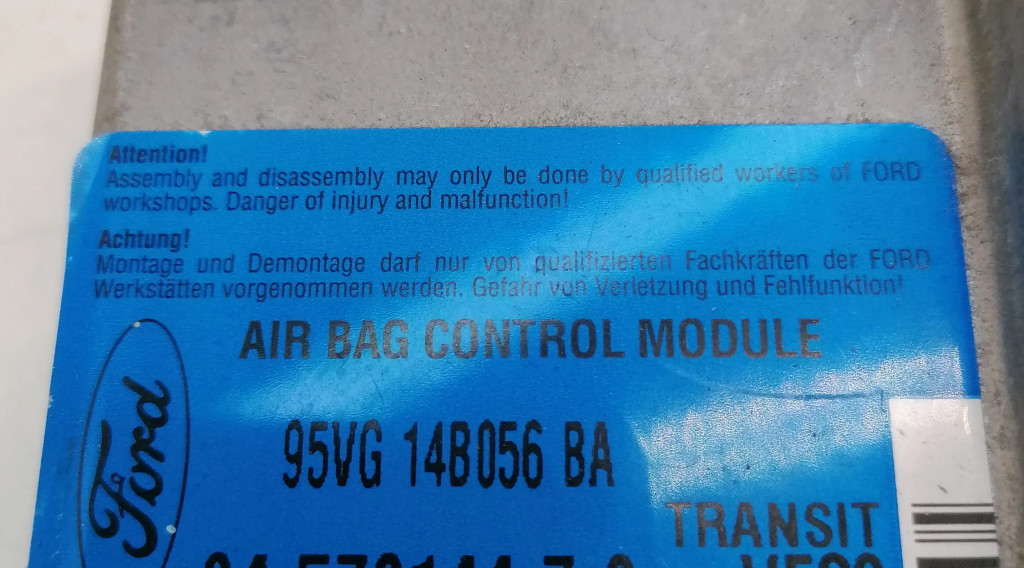 Attention!
Assembly and disassembly may only be done by qualified workers of FORD
workshops. Danger of injury and malfunction!
Achtung!
Montage und Demontage darf nur von qualifizierten Fachkräften der FORD
Werkstätten vorgenommen werden. Gefahr von Verletzung und Fehlfunktion!
AIR BAG CONTROL MODULE
Ford
95VG 14B056 BA
TRANSIT